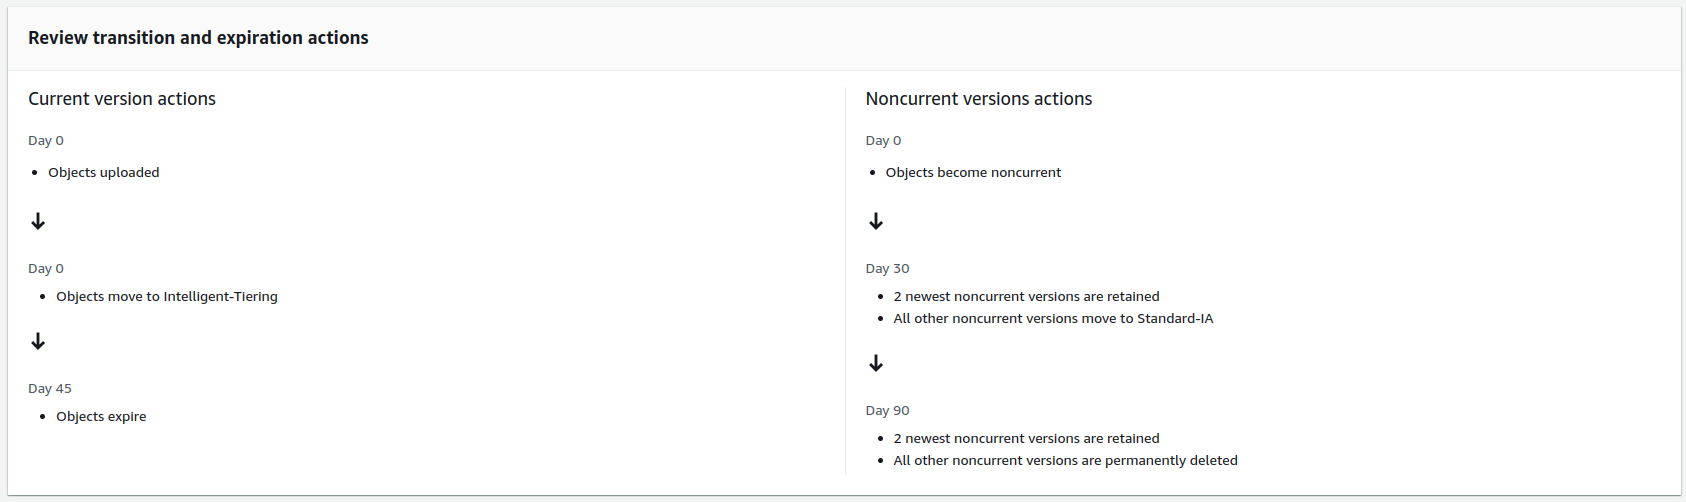 Review transition and expiration actions
Current version actions
Day 0
Objects uploaded
Day 0
Objects move to Intelligent-Tiering
Day 45
Objects expire
Noncurrent versions actions
Day 0
Objects become noncurrent
Day 30
2 newest noncurrent versions are retained
All other noncurrent versions move to Standard-IA
Day 90
2 newest noncurrent versions are retained
All other noncurrent versions are permanently deleted